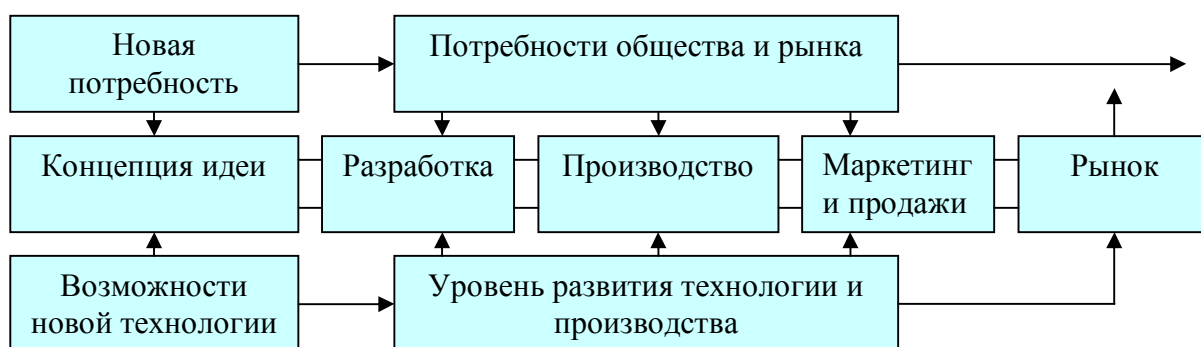 Новая
потребность
Потребности общества и рынка
Концепция идеи
Разработка
Производство
Маркетинг
и продажи
Рынок
Возможности
новой технологии
Уровень развития технологии и
производства